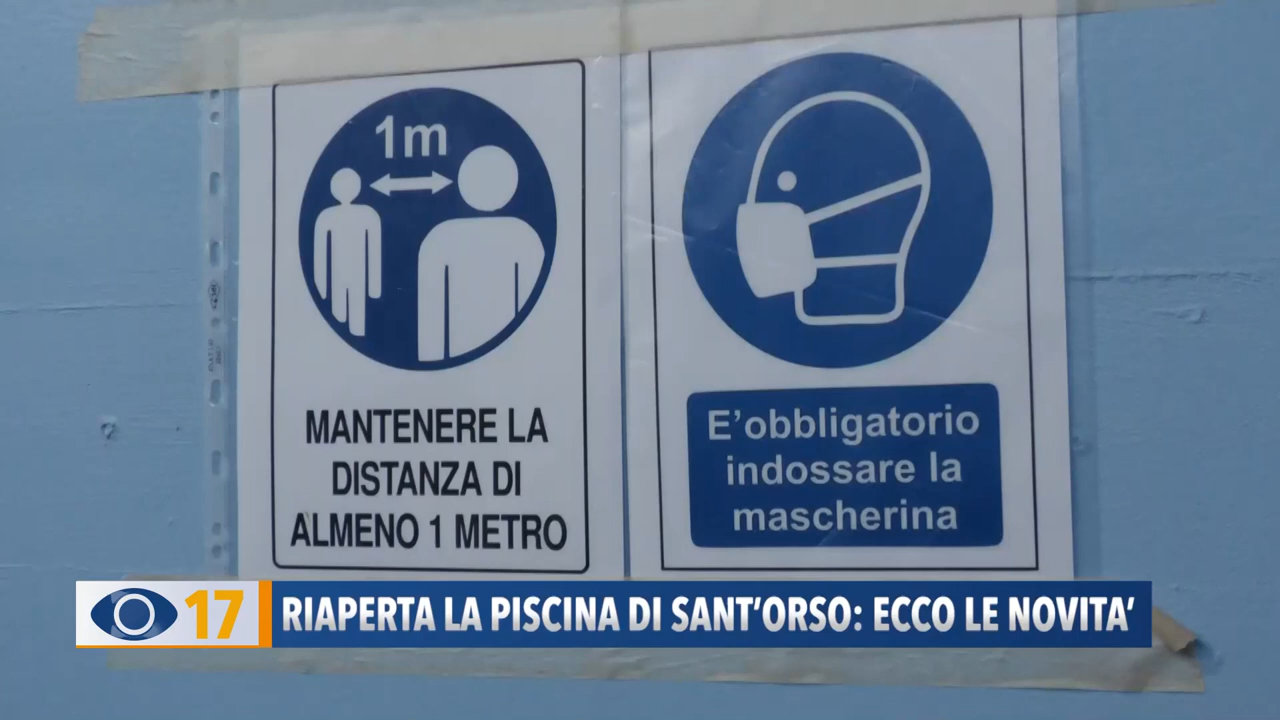 1m
MANTENERE LA
DISTANZA DI
ALMENO 1 METRO
E'obbligatorio
indossare la
mascherina
17
RIAPERTA LA PISCINA DI SANT'ORSO: ECCO LE NOVITA'